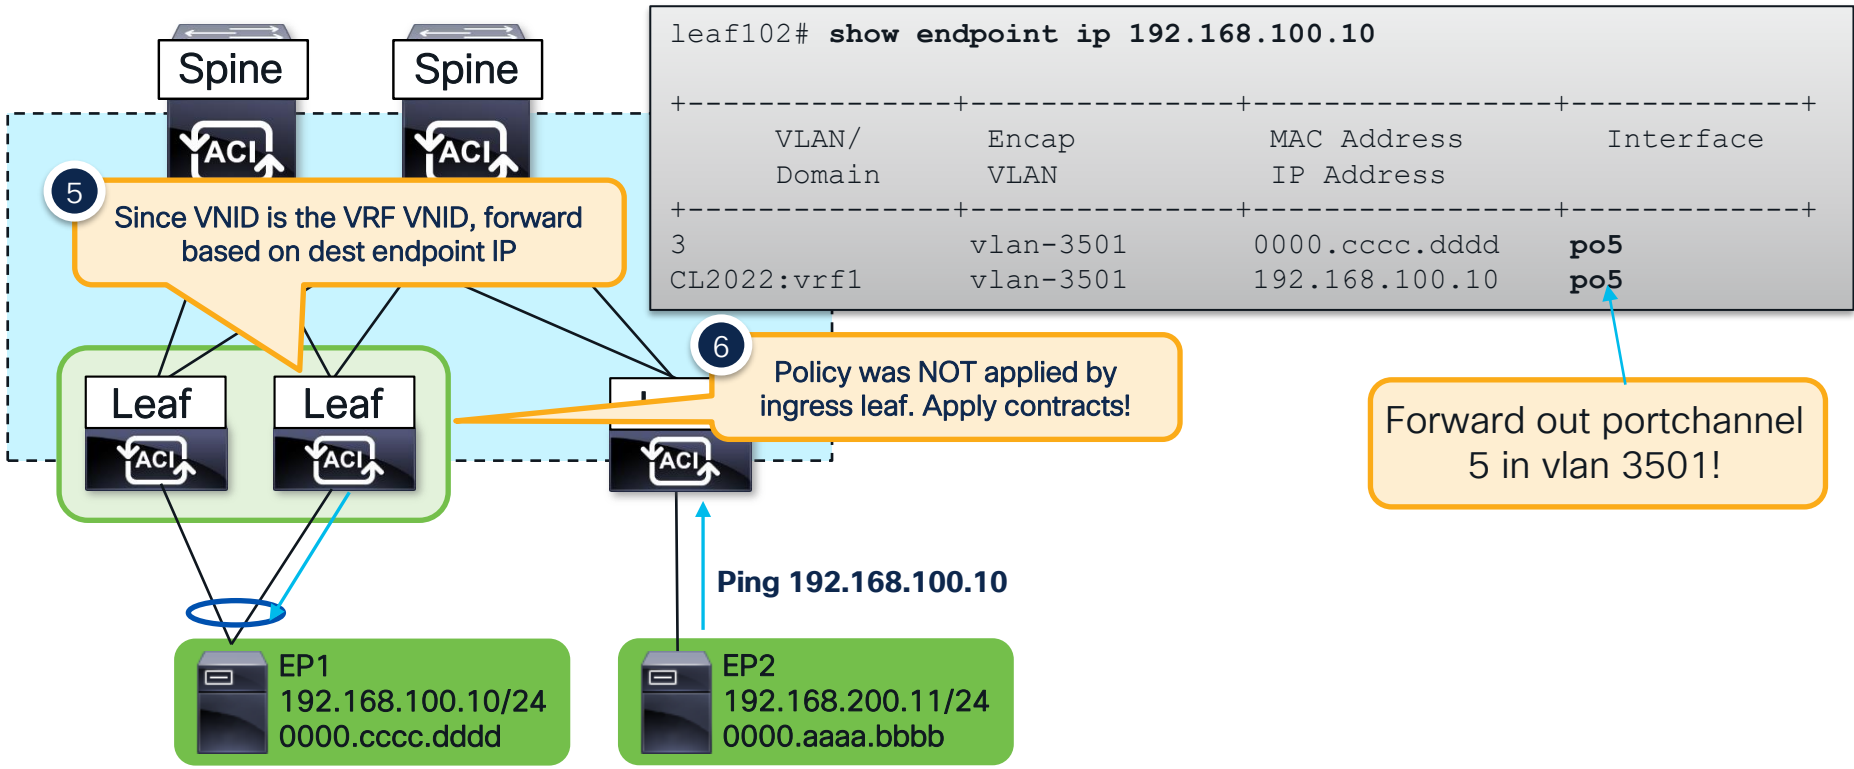 Spine
Spine
ACI
ACI
5
Since VNID is the VRF VNID, forward
based on dest endpoint IP
leaf102# show endpoint ip 192.168.100.10
+---------------+---------------+-----------------+-------------+
VLAN/ Encap MAC Address Interface
Domain VLAN IP Address
+---------------+---------------+-----------------+-------------+
3 vlan-3501 0000.cccc.dddd po5
CL2022:vrf1 vlan-3501 192.168.100.10 po5
6
Policy was NOT applied by
ingress leaf. Apply contracts!
Forward out portchannel
5 in vlan 3501!
Leaf
Leaf
ACI
ACI
ACI
Ping 192.168.100.10
EP1
192.168.100.10/24
0000.cccc.dddd
EP2
192.168.200.11/24
0000.aaaa.bbbb